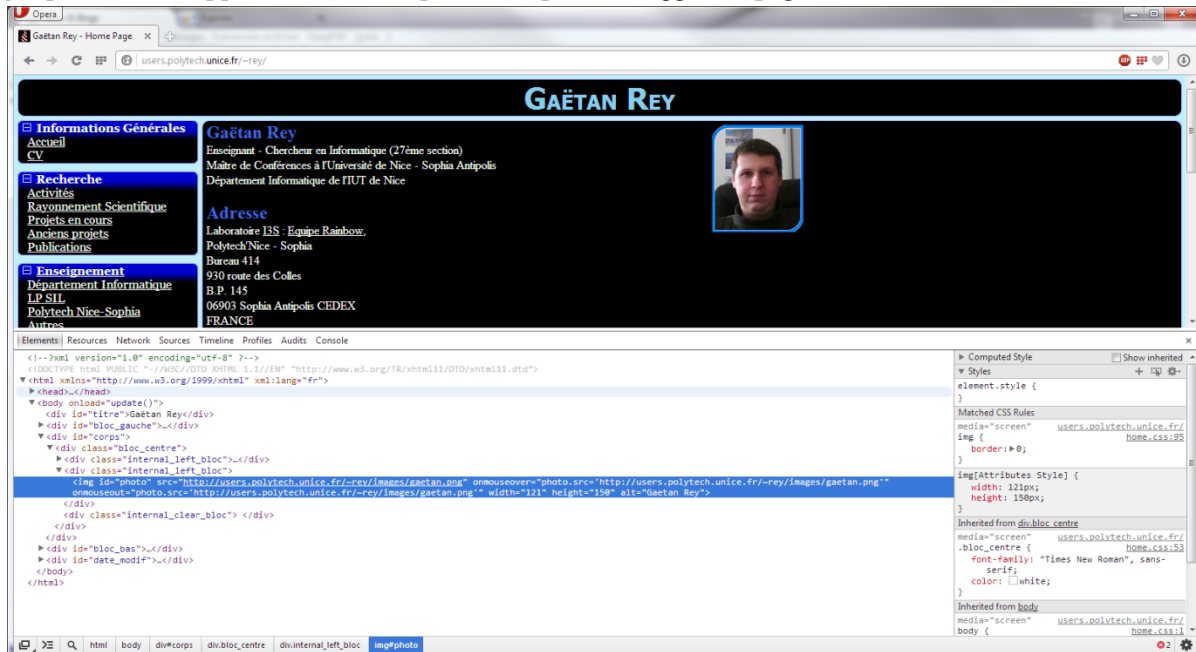 Opera
Gaëtan Rey - Home Page
users.polytech.unice.fr/~rey/
GAËTAN REY
Informations Générales
Accueil
CV
Recherche
Activités
Rayonnement Scientifique
Projets en cours
Anciens projets
Publications
Enseignement
Département Informatique
LP SIL
Polytech Nice-Sophia
Autres
Gaëtan Rey
Enseignant - Chercheur en Informatique (27ème section)
Maître de Conférences à l'Université de Nice - Sophia Antipolis
Département Informatique de l'IUT de Nice
Adresse
Laboratoire I3S : Equipe Rainbow,
Polytech'Nice - Sophia
Bureau 414
930 route des Colles
B.P. 145
06903 Sophia Antipolis CEDEX
FRANCE
Elements Resources Network Sources Timeline Profiles Audits Console
<!--?xml version="1.0" encoding="utf-8" ?-->
<!DOCTYPE html PUBLIC "-//W3C//DTD XHTML 1.1//EN" "http://www.w3.org/TR/xhtml11/DTD/xhtml11.dtd">
<html xmlns="http://www.w3.org/1999/xhtml" xml:lang="fr">
<head>…</head>
<body onload="update()">
<div id="titre">Gaëtan Rey</div>
<div id="bloc_gauche">…</div>
<div id="corps">
<div class="bloc_centre">
<div class="internal_left_bloc">…</div>
<div class="internal_left_bloc">
<img id="photo" src="http://users.polytech.unice.fr/~rey/images/gaetan.png" onmouseover="photo.src='http://users.polytech.unice.fr/~rey/images/gaetan.png'"
onmouseout="photo.src='http://users.polytech.unice.fr/~rey/images/gaetan.png'" width="121" height="150" alt="Gaetan Rey">
</div>
<div class="internal_clear_bloc"> </div>
</div>
</div>
<div id="bloc_bas">…</div>
<div id="date_modif">…</div>
</body>
</html>
Computed Style Show inherited
Styles
element.style {
}
Matched CSS Rules
media="screen" users.polytech.unice.fr/
img { home.css:95
border: 0;
}
img[Attributes Style] {
width: 121px;
height: 150px;
}
Inherited from div.bloc_centre
media="screen" users.polytech.unice.fr/
.bloc_centre { home.css:53
font-family: "Times New Roman", sans-
serif;
color: white;
}
Inherited from body
media="screen" users.polytech.unice.fr/
body { home.css:1
html body div#corps div.bloc_centre div.internal_left_bloc img#photo 2